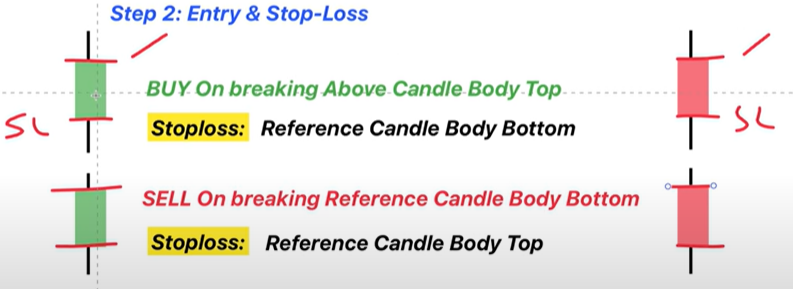 Step 2: Entry & Stop-Loss
BUY On breaking Above Candle Body Top
SL
Stoploss: Reference Candle Body Bottom
SL
SELL On breaking Reference Candle Body Bottom
Stoploss: Reference Candle Body Top